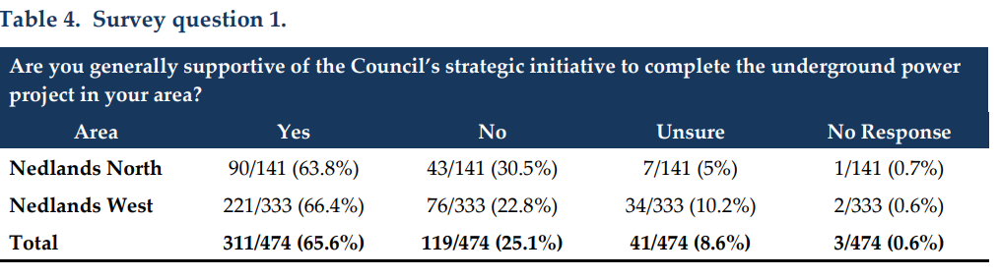 Table 4. Survey question 1.
Are you generally supportive of the Council's strategic initiative to complete the underground power
project in your area?
Area Yes No Unsure No Response
Nedlands North 90/141 (63.8%) 43/141 (30.5%) 7/141 (5%) 1/141 (0.7%)
Nedlands West 221/333 (66.4%) 76/333 (22.8%) 34/333 (10.2%) 2/333 (0.6%)
Total 311/474 (65.6%) 119/474 (25.1%) 41/474 (8.6%) 3/474 (0.6%)